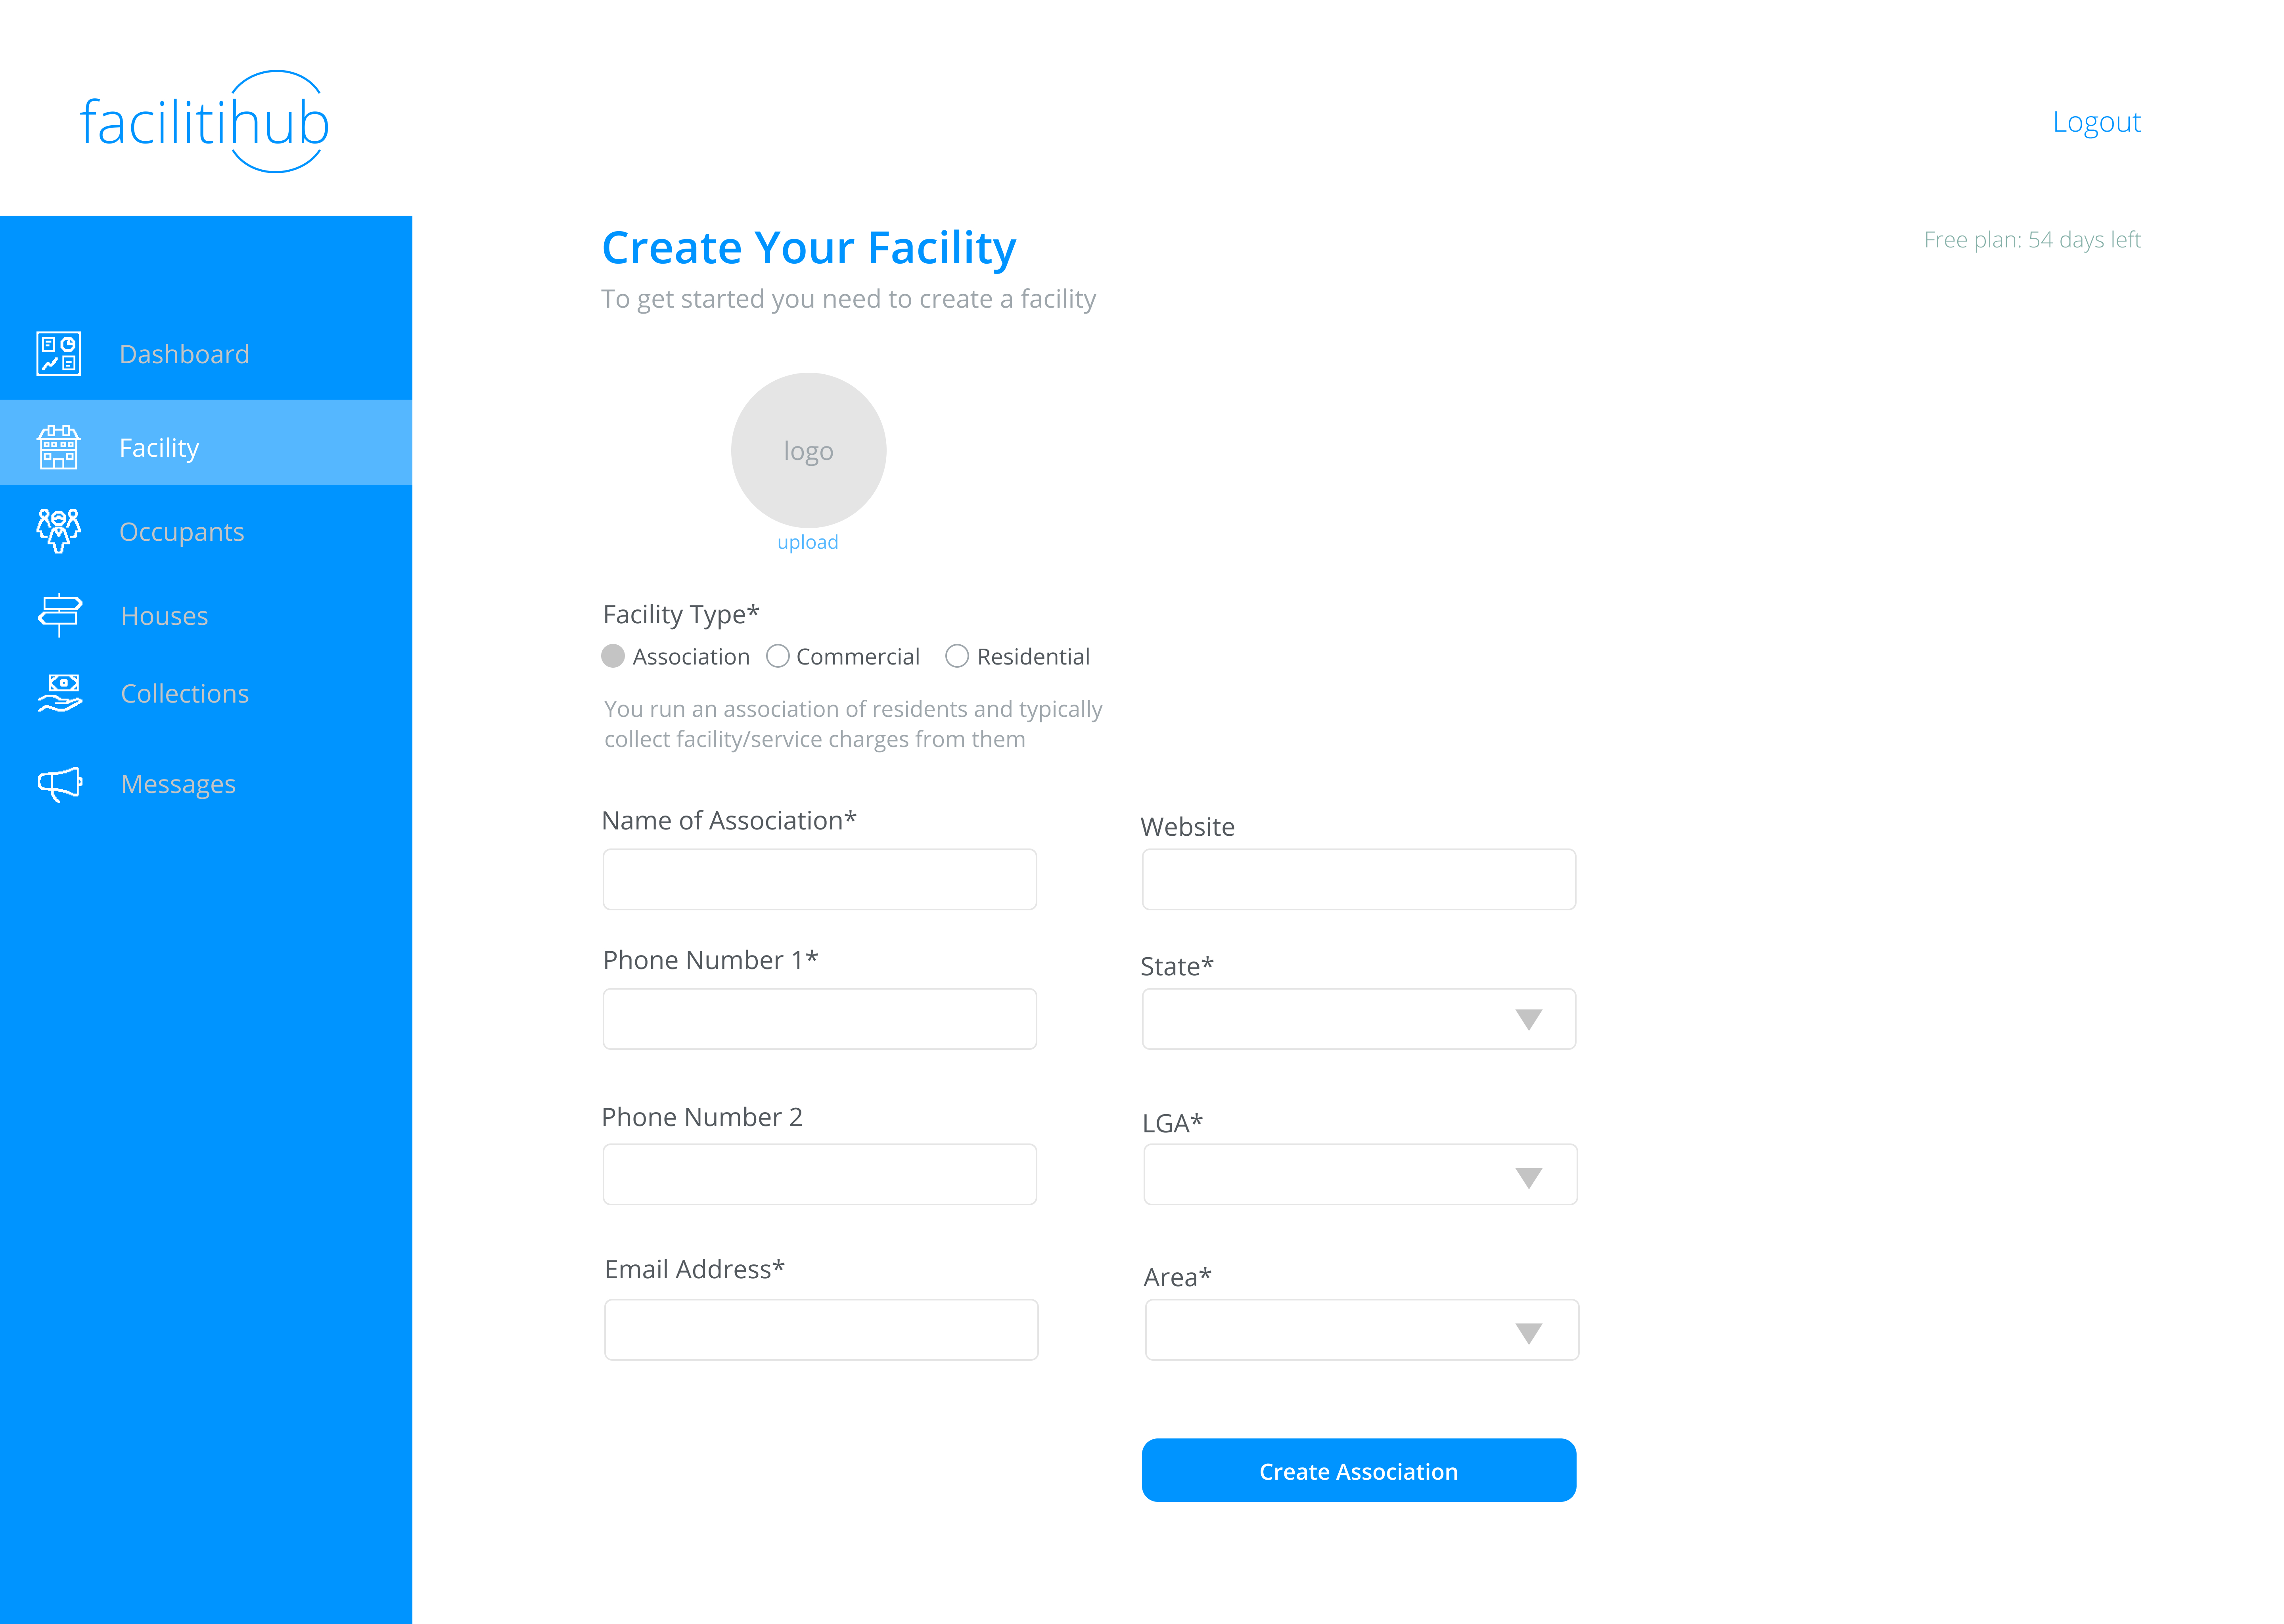 facilitihub
Logout
Create Your Facility
Free plan: 54 days left
To get started you need to create a facility
Dashboard
Facility
Occupants
Houses
Collections
Messages
logo
upload
Facility Type*
Association Commercial Residential
You run an association of residents and typically
collect facility/service charges from them
Name of Association*
Website
Phone Number 1*
State*
Phone Number 2
LGA*
Email Address*
Area*
Create Association